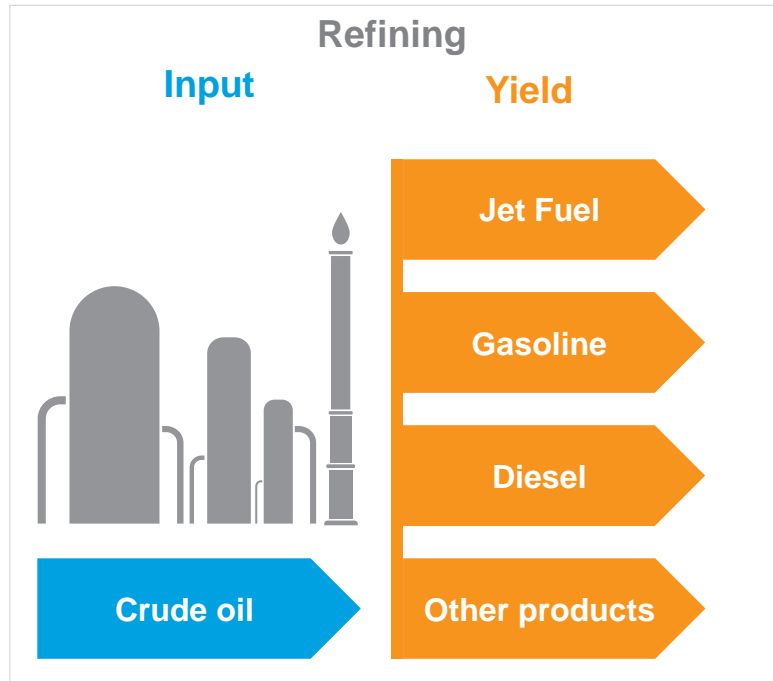 Refining
Input
Yield
Jet Fuel
Gasoline
Diesel
Crude oil
Other products